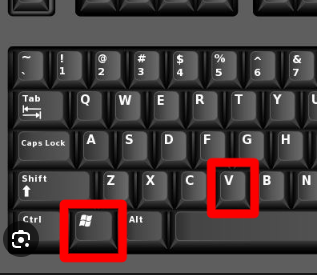 ~ ! @ # $ % ^ &
` 1 2 3 4 5 6 7
Tab Q W E R T Y U
Caps Lock A S D F G H
Shift Z X C V B N
Ctrl Alt